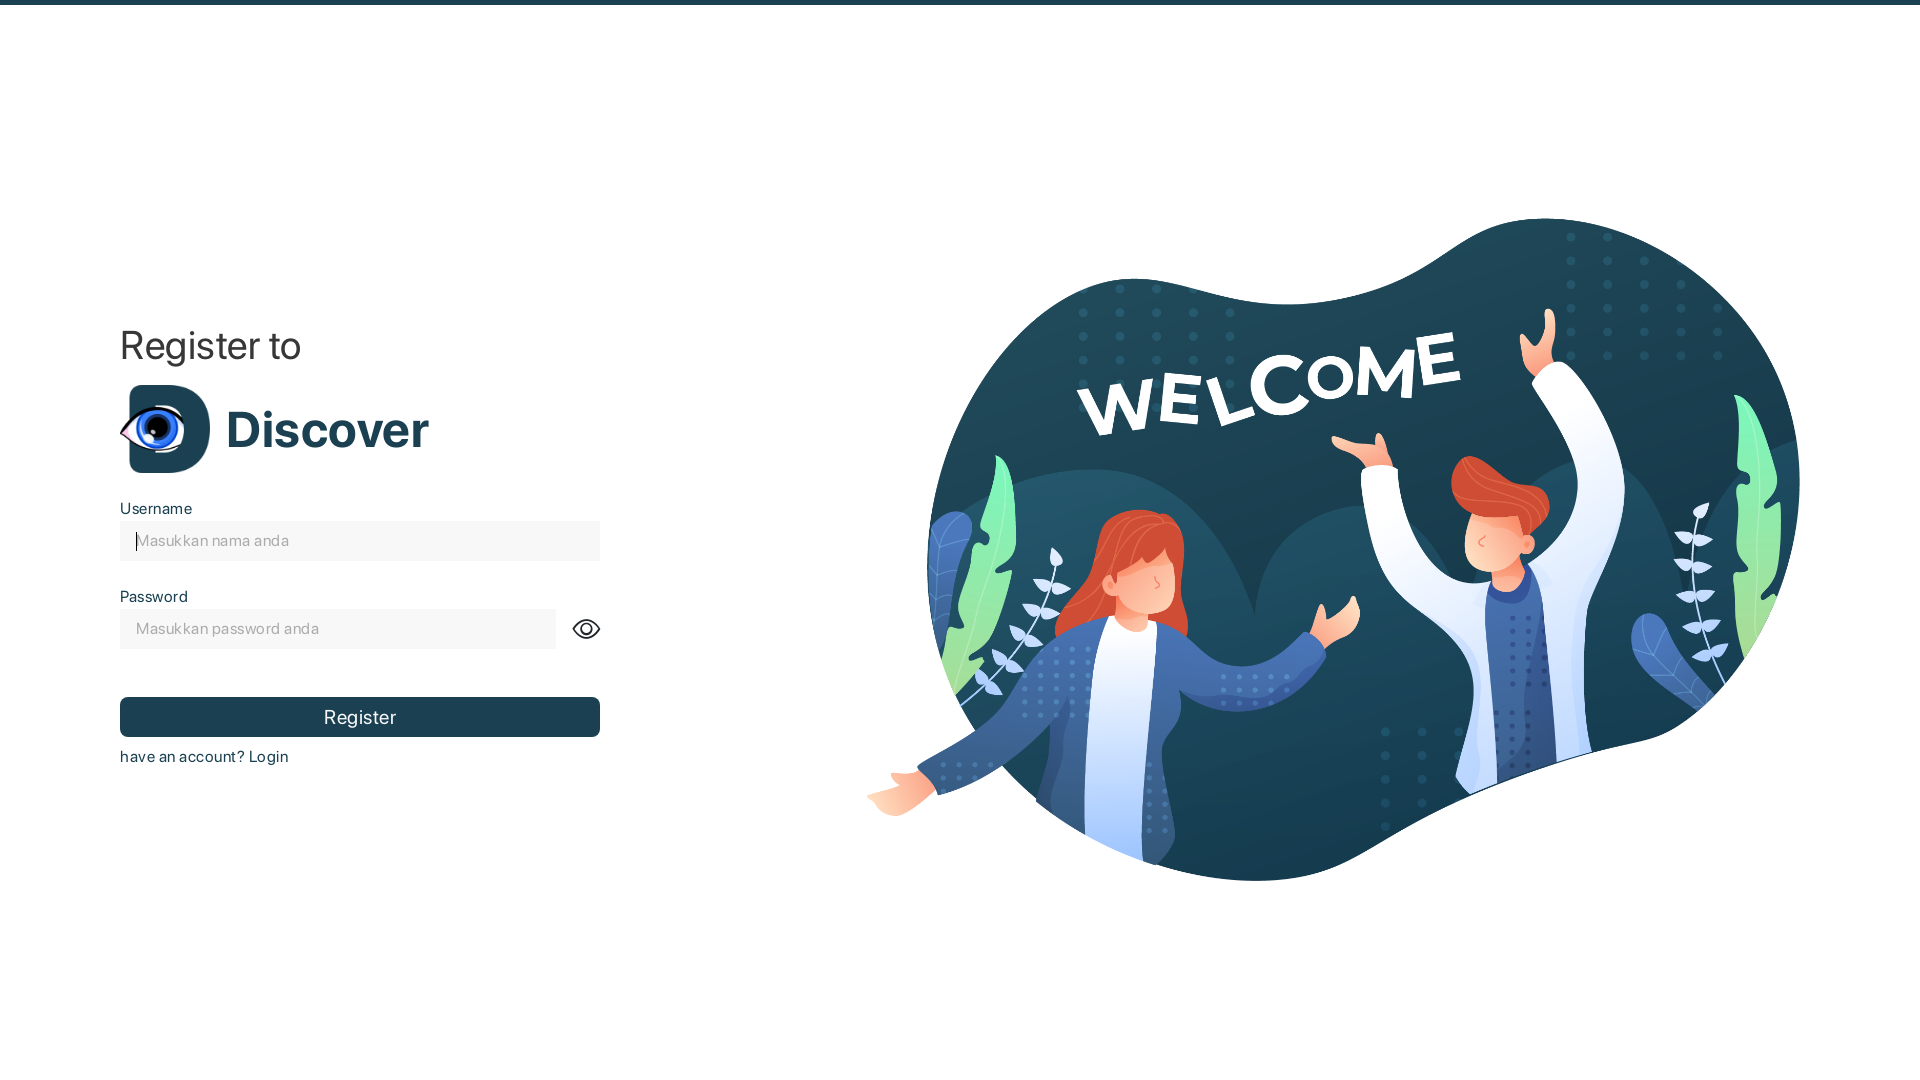 Register to
Discover
Username
Masukkan nama anda
Password
Masukkan password anda
Register
have an account? Login
WELCOME